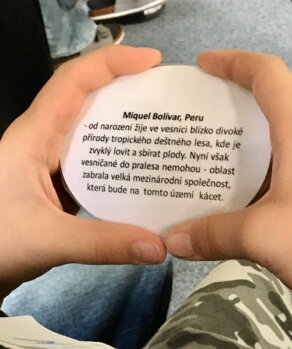 Miquel Bolívar, Peru
- od narození žije ve vesnici blízko divoké
přírody tropického deštného lesa, kde je
zvyklý lovit a sbírat plody. Nyní však
vesničané do pralesa nemohou - oblast
zabrala velká mezinárodní společnost,
která bude na tomto území kácet.